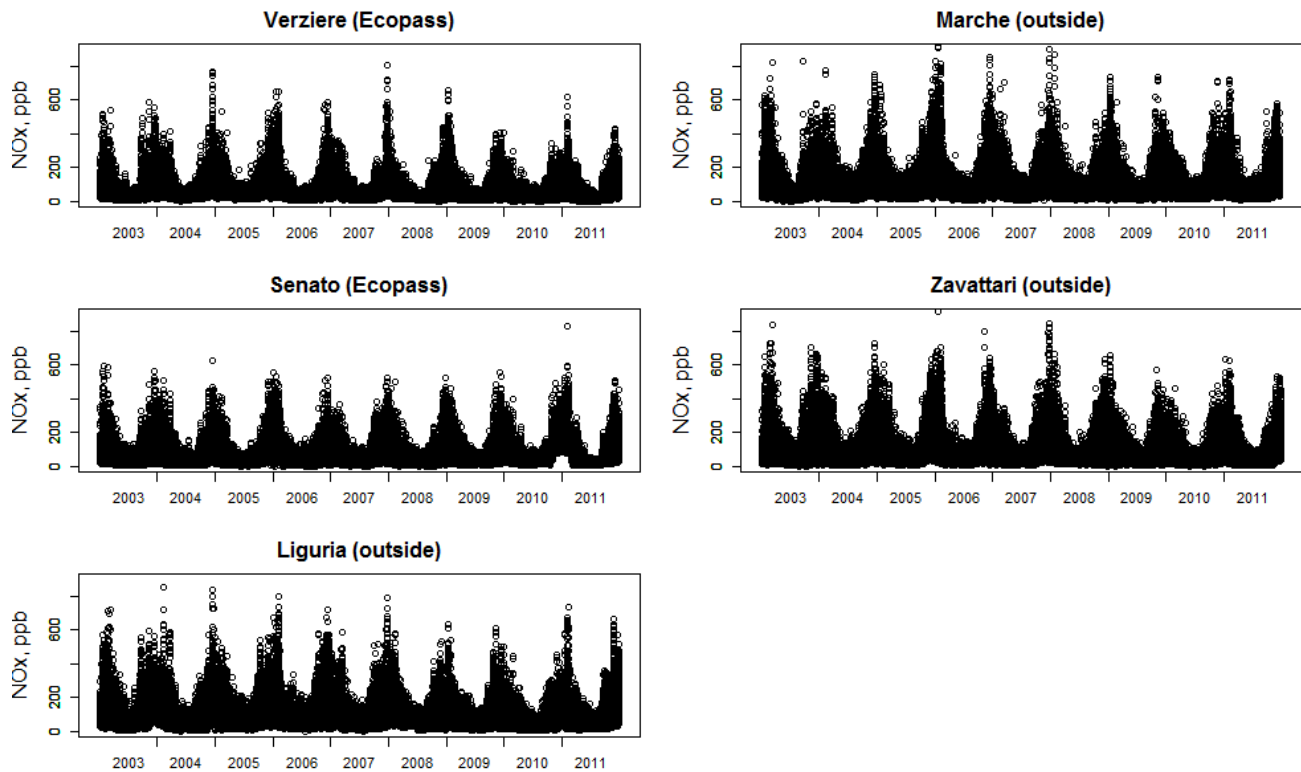 Verziere (Ecopass)
NOx, ppb
0 200 600
2003 2004 2005 2006 2007 2008 2009 2010 2011
Marche (outside)
NOx, ppb
0 200 600
2003 2004 2005 2006 2007 2008 2009 2010 2011
Senato (Ecopass)
NOx, ppb
0 200 600
2003 2004 2005 2006 2007 2008 2009 2010 2011
Zavattari (outside)
NOx, ppb
0 200 600
2003 2004 2005 2006 2007 2008 2009 2010 2011
Liguria (outside)
NOx, ppb
0 200 600
2003 2004 2005 2006 2007 2008 2009 2010 2011